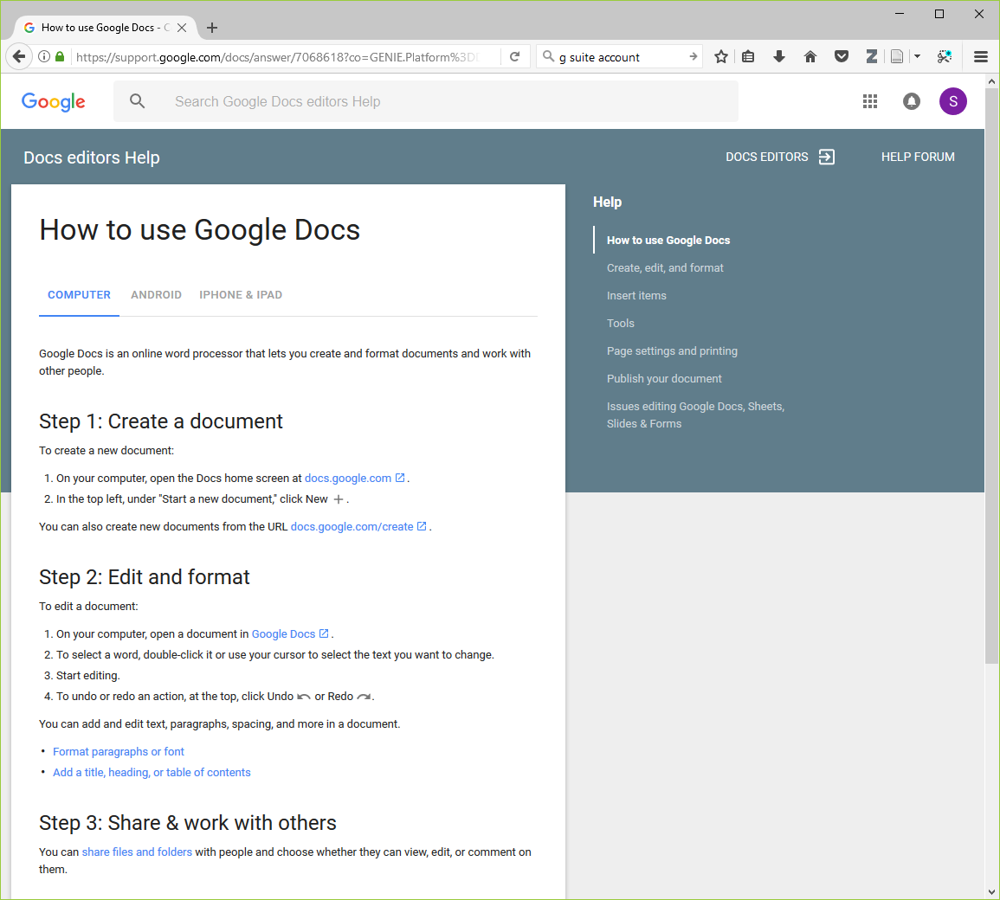 How to use Google Docs -
https://support.google.com/docs/answer/7068618?co=GENIE.Platform%3D
g suite account
Google
Search Google Docs editors Help
S
Docs editors Help
DOCS EDITORS
HELP FORUM
How to use Google Docs
COMPUTER
ANDROID
IPHONE & IPAD
Google Docs is an online word processor that lets you create and format documents and work with
other people.
Step 1: Create a document
To create a new document:
1. On your computer, open the Docs home screen at docs.google.com .
2. In the top left, under "Start a new document," click New + .
You can also create new documents from the URL docs.google.com/create .
Step 2: Edit and format
To edit a document:
1. On your computer, open a document in Google Docs .
2. To select a word, double-click it or use your cursor to select the text you want to change.
3. Start editing.
4. To undo or redo an action, at the top, click Undo or Redo .
You can add and edit text, paragraphs, spacing, and more in a document.
• Format paragraphs or font
• Add a title, heading, or table of contents
Step 3: Share & work with others
You can share files and folders with people and choose whether they can view, edit, or comment on
them.
Help
How to use Google Docs
Create, edit, and format
Insert items
Tools
Page settings and printing
Publish your document
Issues editing Google Docs, Sheets,
Slides & Forms